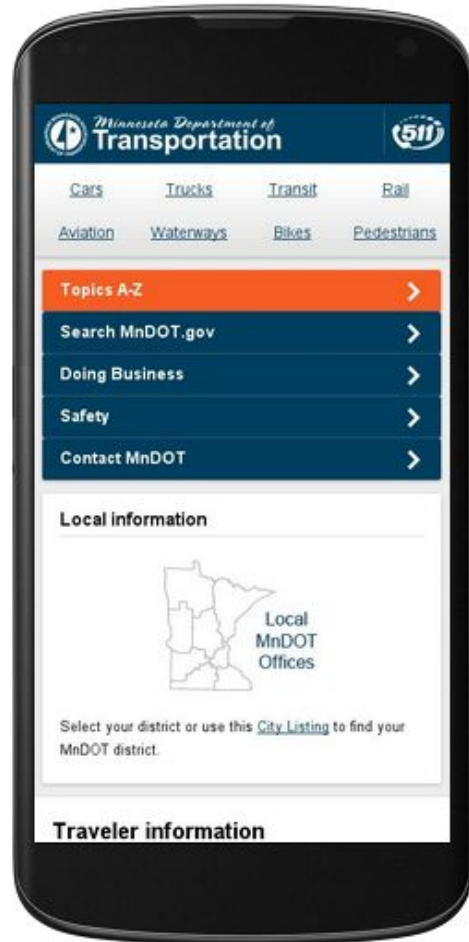 Minnesota Department of
Transportation
511
Cars Trucks Transit Rail
Aviation Waterways Bikes Pedestrians
Topics A-Z
Search MnDOT.gov
Doing Business
Safety
Contact MnDOT
Local information
Local
MnDOT
Offices
Select your district or use this City Listing to find your
MnDOT district.
Traveler information